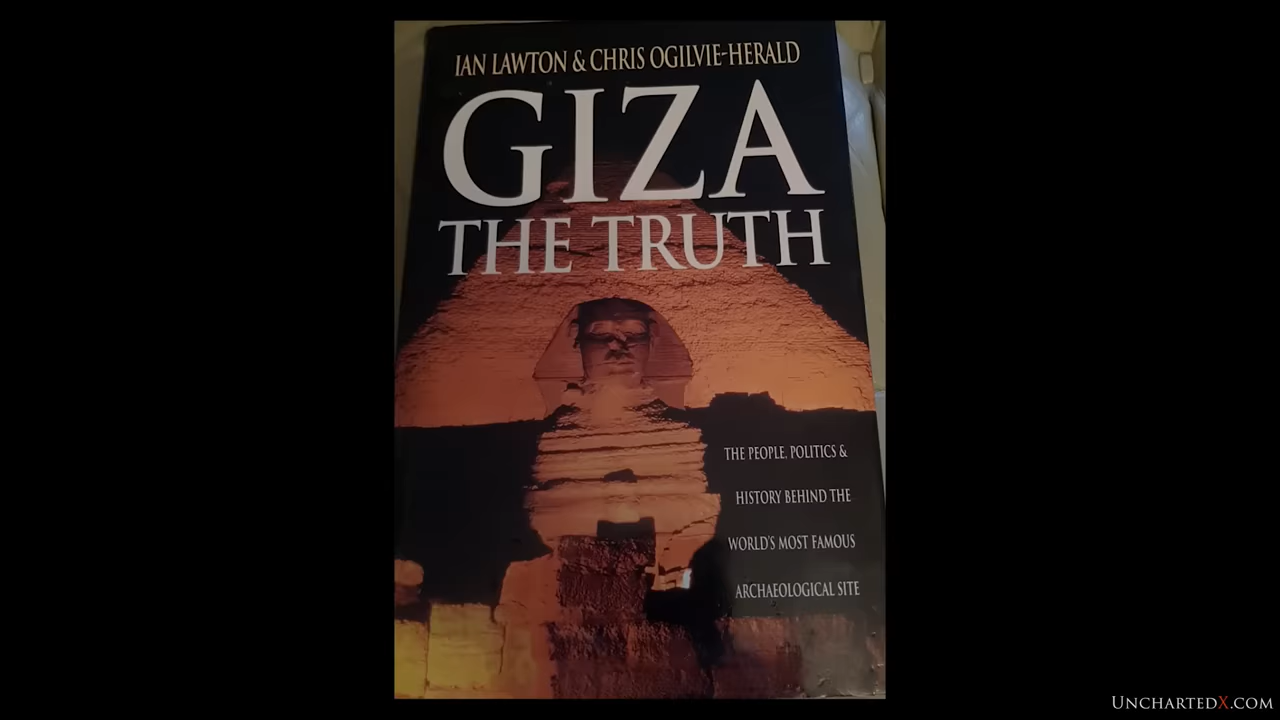 IAN LAWTON & CHRIS OGILVIE-HERALD
GIZA
THE TRUTH
THE PEOPLE, POLITICS &
HISTORY BEHIND THE
WORLD'S MOST FAMOUS
ARCHAEOLOGICAL SITE
UNCHARTEDX.COM